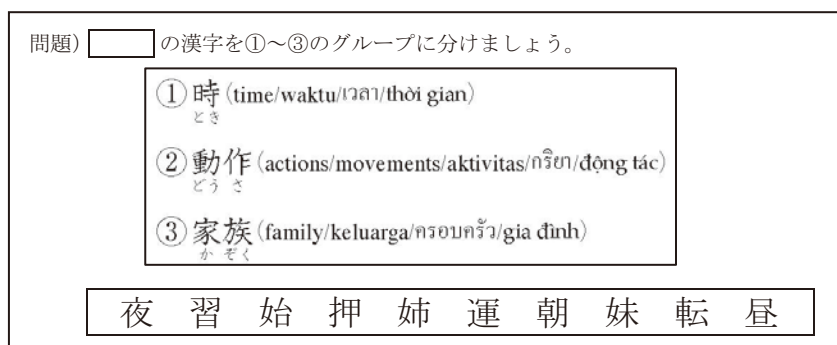 問題) の漢字を①～③のグループに分けましょう。
①時(time/waktu/เวลา/thời gian)
とき
②動作(actions/movements/aktivitas/กริยา/động tác)
どう さ
③家族(family/keluarga/ครอบครัว/gia đình)
か ぞく
夜 習 始 押 姉 運 朝 妹 転 昼